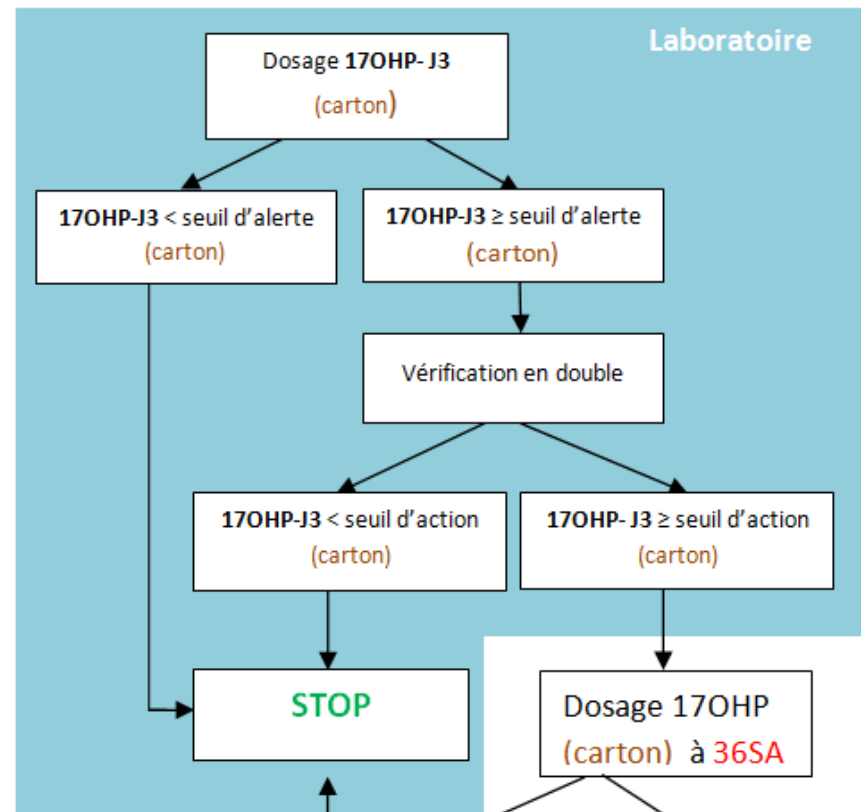 Laboratoire
Dosage 17OHP- J3
(carton)
17OHP-J3 < seuil d’alerte
(carton)
17OHP-J3 ≥ seuil d’alerte
(carton)
Vérification en double
17OHP-J3 < seuil d’action
(carton)
17OHP- J3 ≥ seuil d’action
(carton)
STOP
Dosage 17OHP
(carton) à 36SA